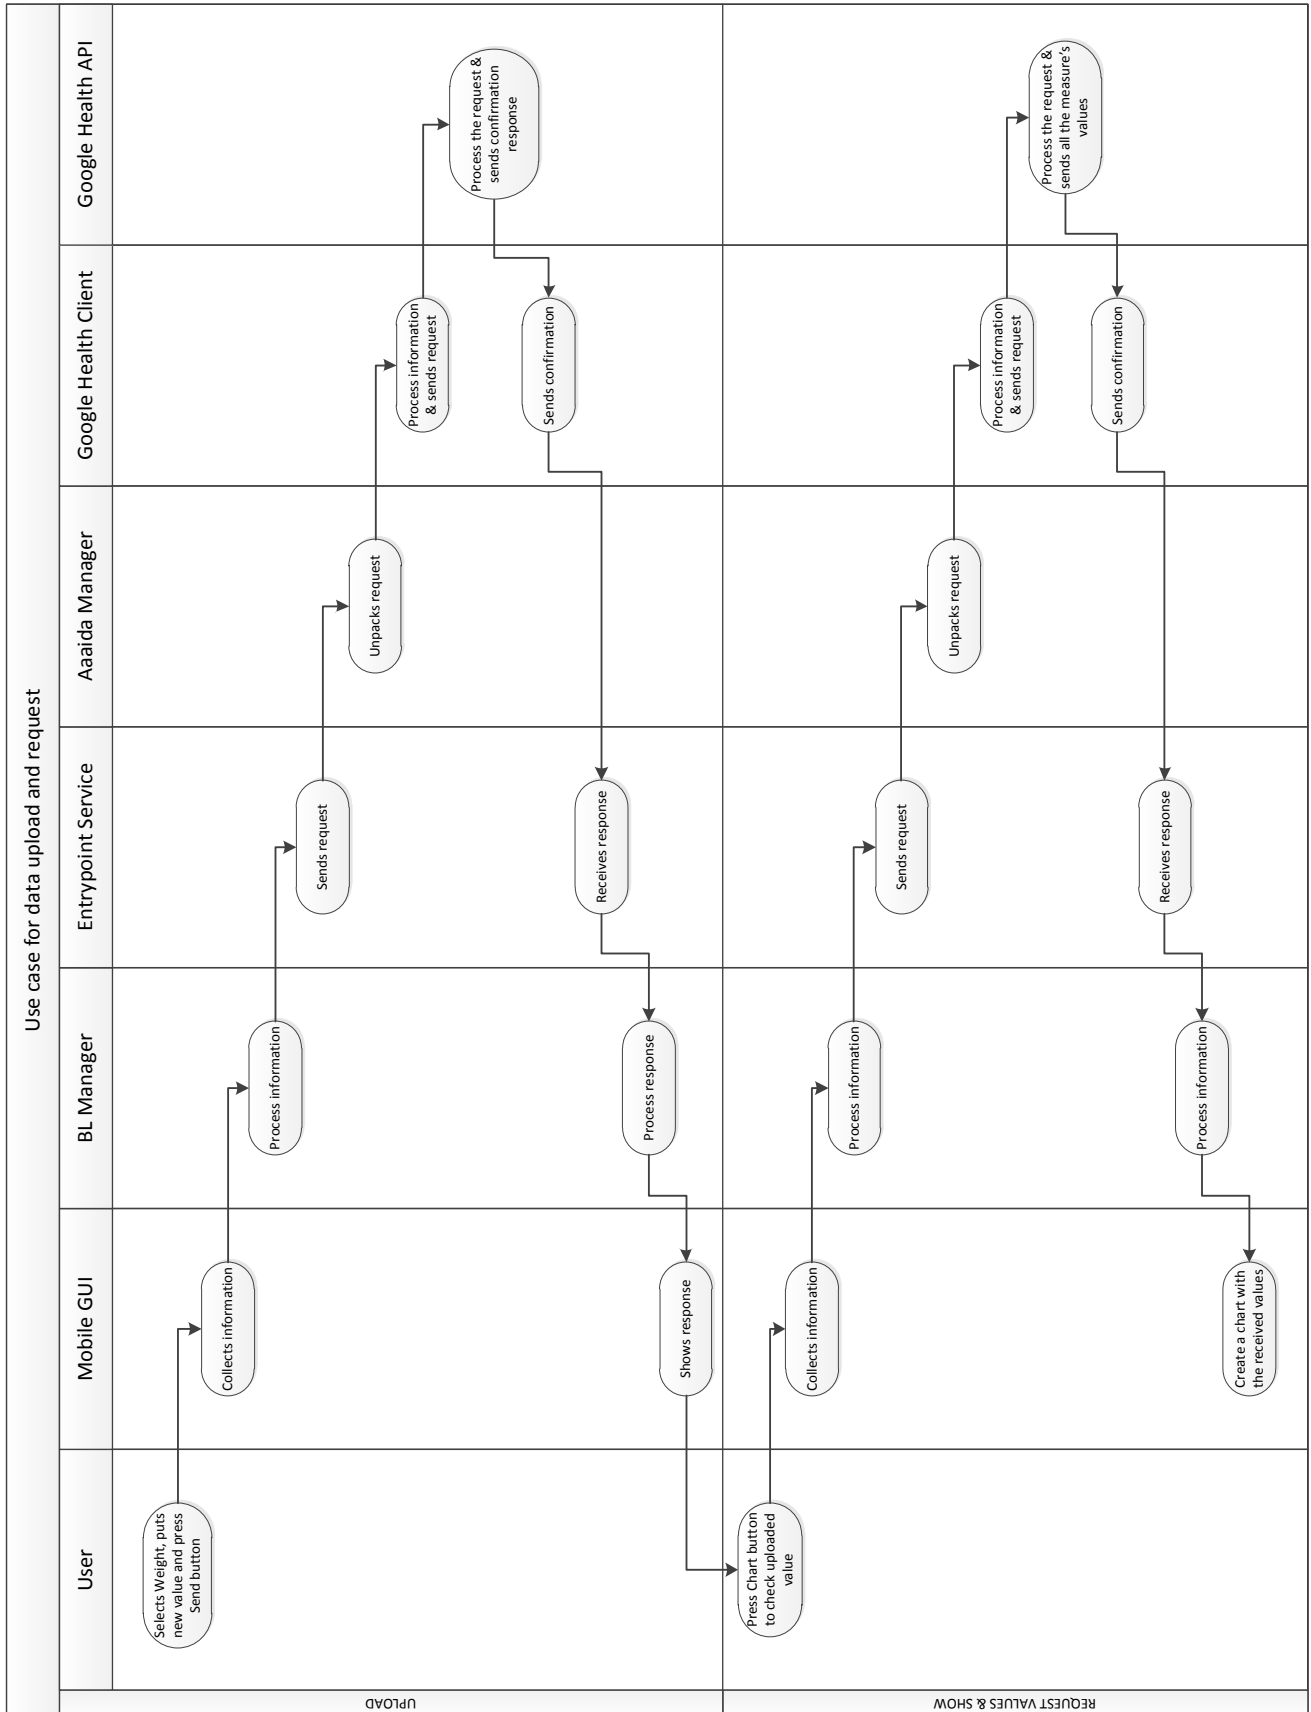 Use case for data upload and request
User
Mobile GUI
BL Manager
Entrypoint Service
Aaaida Manager
Google Health Client
Google Health API
UPLOAD
Selects Weight, puts
new value and press
Send button
Collects information
Process information
Sends request
Unpacks request
Process information
& sends request
Process the request &
sends confirmation
response
Sends confirmation
Receives response
Process response
Shows response
REQUEST VALUES & SHOW
Press Chart button
to check uploaded
value
Collects information
Process information
Sends request
Unpacks request
Process information
& sends request
Process the request &
sends all the measure's
values
Sends confirmation
Receives response
Process information
Create a chart with
the received values